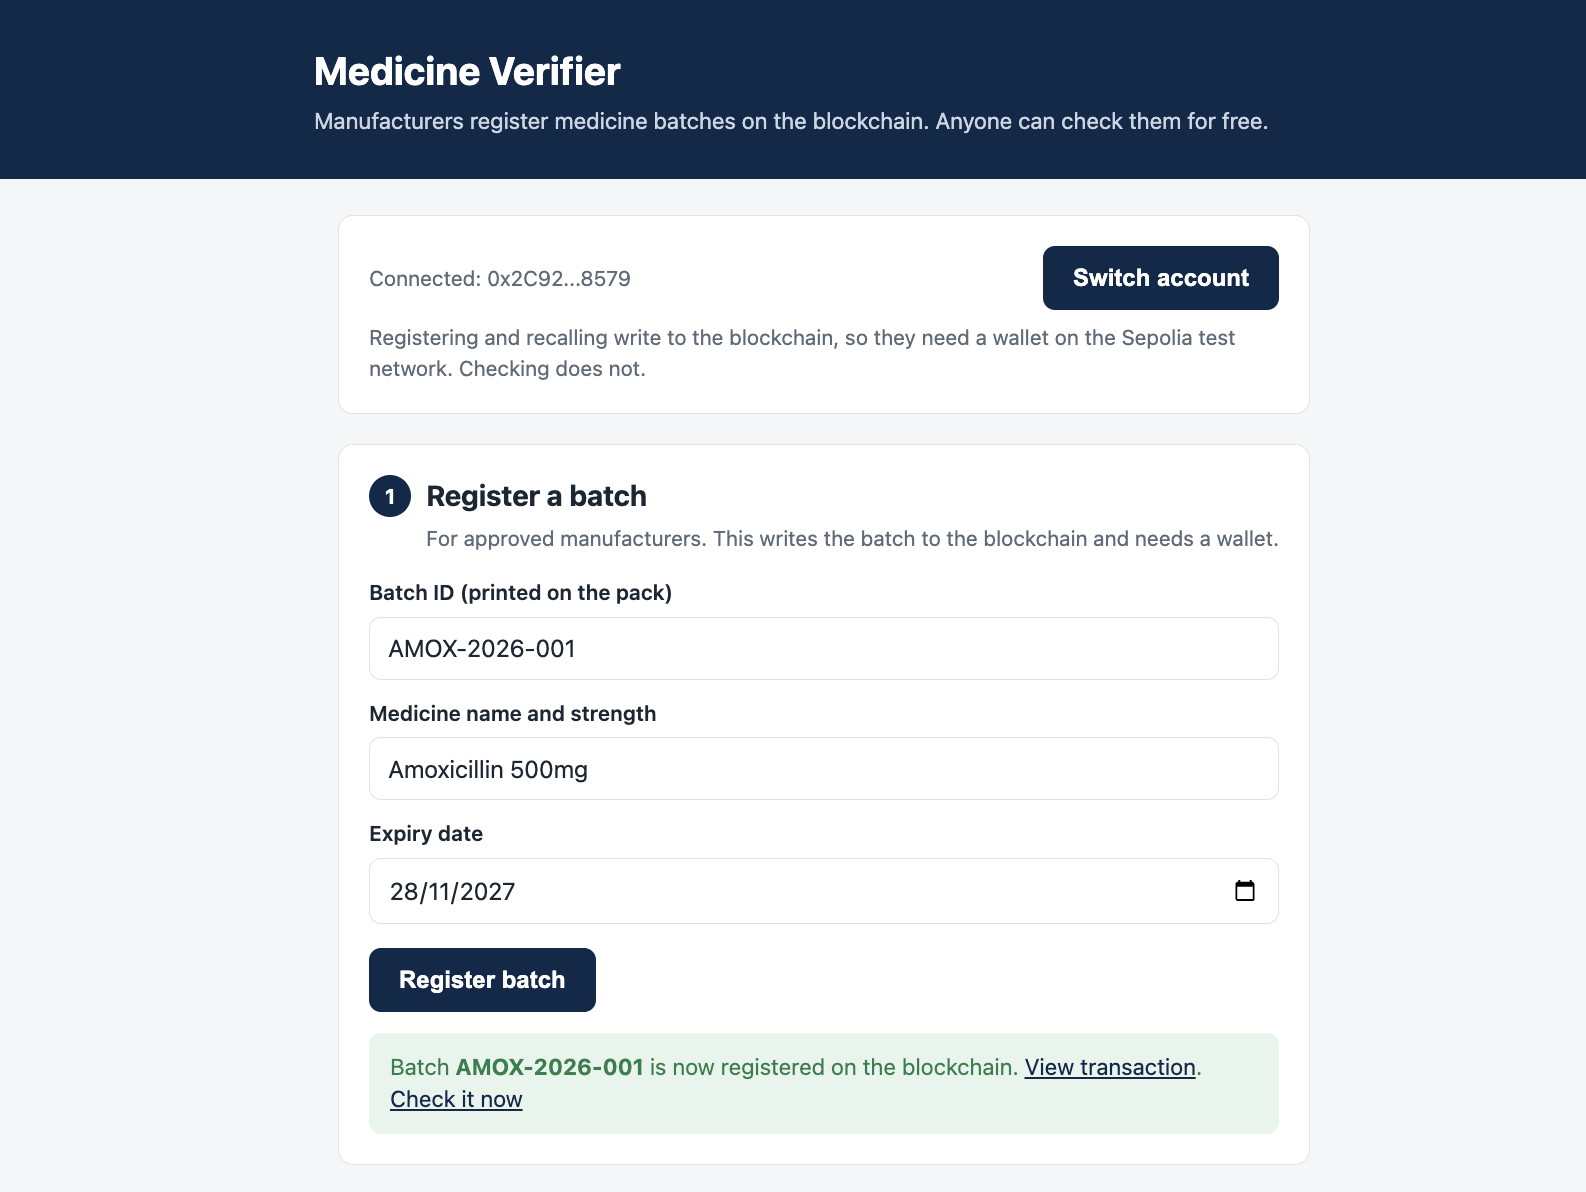 Medicine Verifier
Manufacturers register medicine batches on the blockchain. Anyone can check them for free.
Connected: 0x2C92...8579
Switch account
Registering and recalling write to the blockchain, so they need a wallet on the Sepolia test
network. Checking does not.
1 Register a batch
For approved manufacturers. This writes the batch to the blockchain and needs a wallet.
Batch ID (printed on the pack)
AMOX-2026-001
Medicine name and strength
Amoxicillin 500mg
Expiry date
28/11/2027
Register batch
Batch AMOX-2026-001 is now registered on the blockchain. View transaction.
Check it now